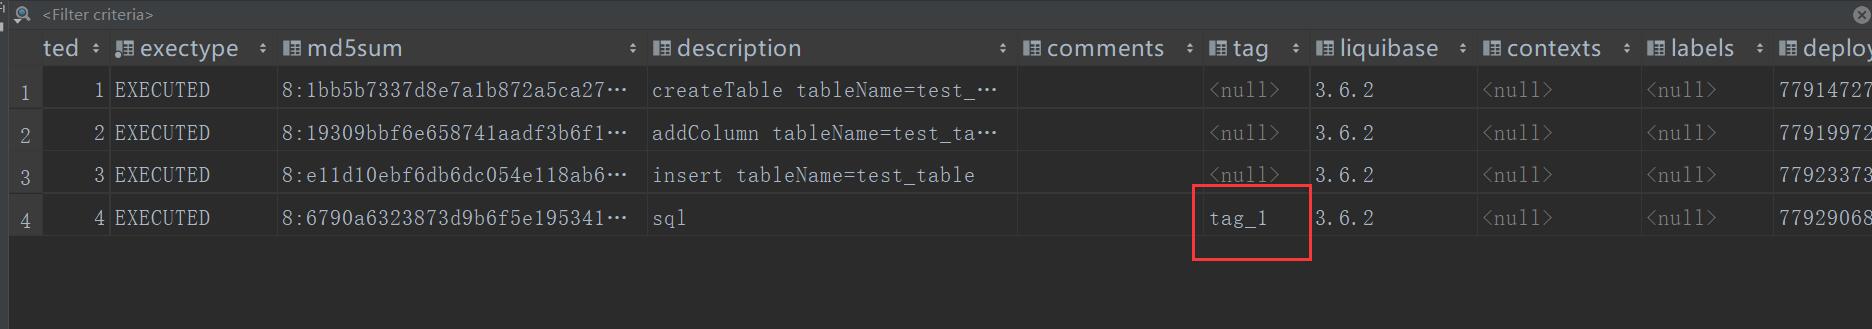 <Filter criteria>
ted exectype md5sum description comments tag liquibase contexts labels deploy
1 1 EXECUTED 8:1bb5b7337d8e7a1b872a5ca27··· createTable tableName=test_··· <null> 3.6.2 <null> <null> 77914727
2 2 EXECUTED 8:19309bbf6e658741aadf3b6f1··· addColumn tableName=test_ta··· <null> 3.6.2 <null> <null> 77919972
3 3 EXECUTED 8:e11d10ebf6db6dc054e118ab6··· insert tableName=test_table <null> 3.6.2 <null> <null> 77923373
4 4 EXECUTED 8:6790a6323873d9b6f5e195341··· sql tag_1 3.6.2 <null> <null> 77929068